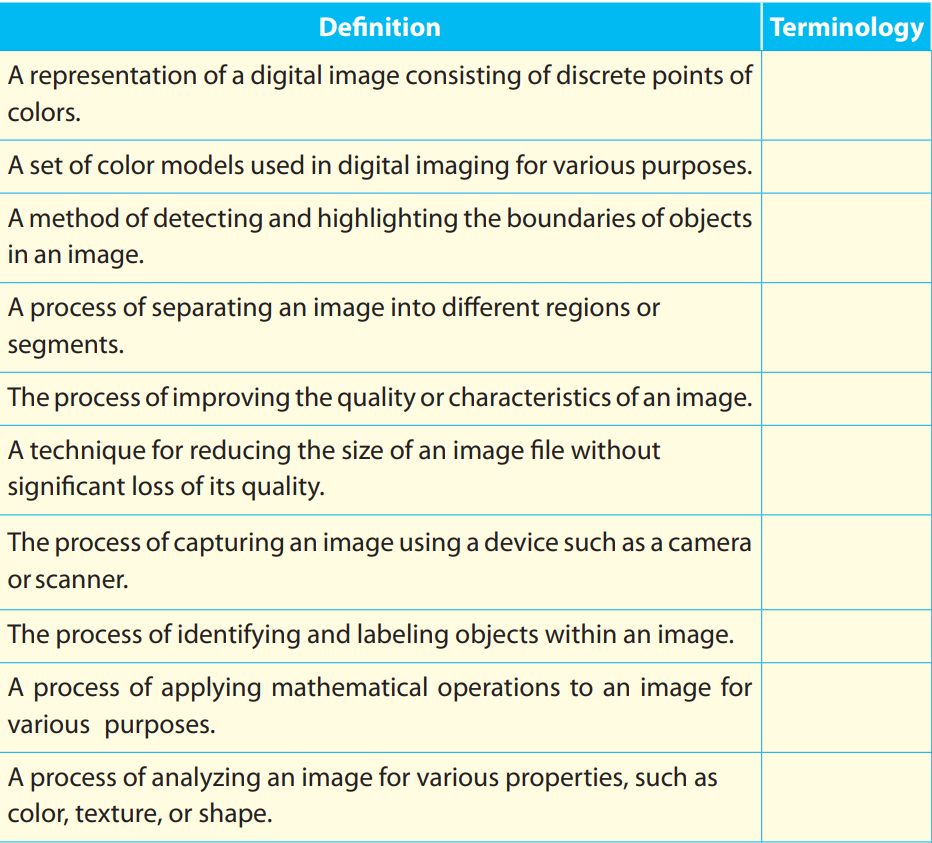 Definition Terminology
A representation of a digital image consisting of discrete points of
colors.
A set of color models used in digital imaging for various purposes.
A method of detecting and highlighting the boundaries of objects
in an image.
A process of separating an image into different regions or
segments.
The process of improving the quality or characteristics of an image.
A technique for reducing the size of an image file without
significant loss of its quality.
The process of capturing an image using a device such as a camera
or scanner.
The process of identifying and labeling objects within an image.
A process of applying mathematical operations to an image for
various purposes.
A process of analyzing an image for various properties, such as
color, texture, or shape.